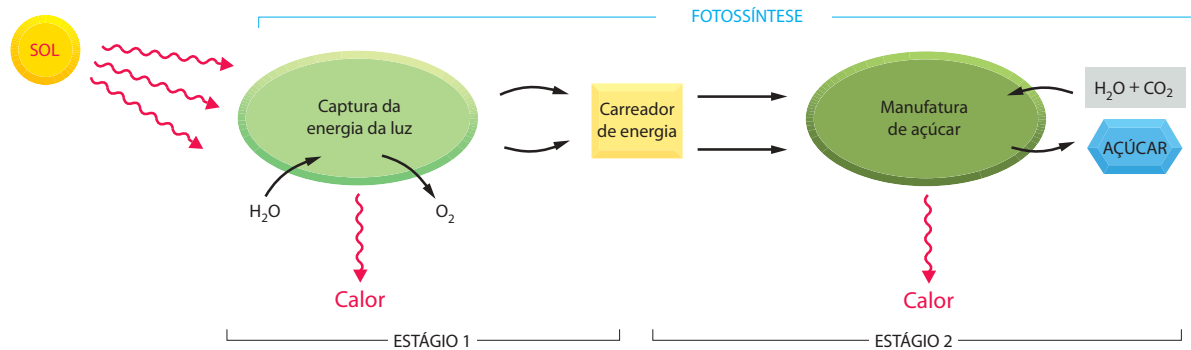 FOTOSSÍNTESE
SOL
Captura da
energia da luz
H₂O
O₂
Calor
Carreador
de energia
Manufatura
de açúcar
H₂O + CO₂
AÇÚCAR
Calor
ESTÁGIO 1
ESTÁGIO 2